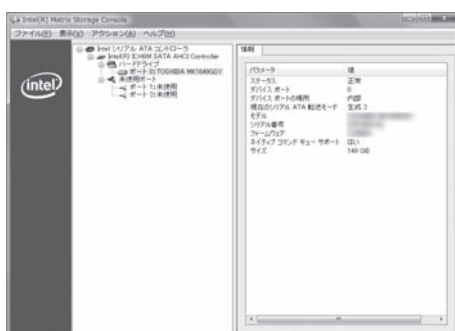 Intel(R) Matrix Storage Console
ファイル(F) 表示(V) アクション(A) ヘルプ(H)
Intel シリアル ATA コントローラ
Intel(R) ICH8M SATA AHCI Controller
ハードドライブ
ポート 0: TOSHIBA
未使用ポート
ポート 1: 未使用
ポート 2: 未使用
intel
情報
パラメータ 値
ステータス 正常
デバイス ポート 0
デバイス ポートの場所 内部
現在のシリアル ATA 転送モード 生成 2
モデル
シリアル番号
ファームウェア
ネイティブ コマンド キュー サポート はい
サイズ 149 GB